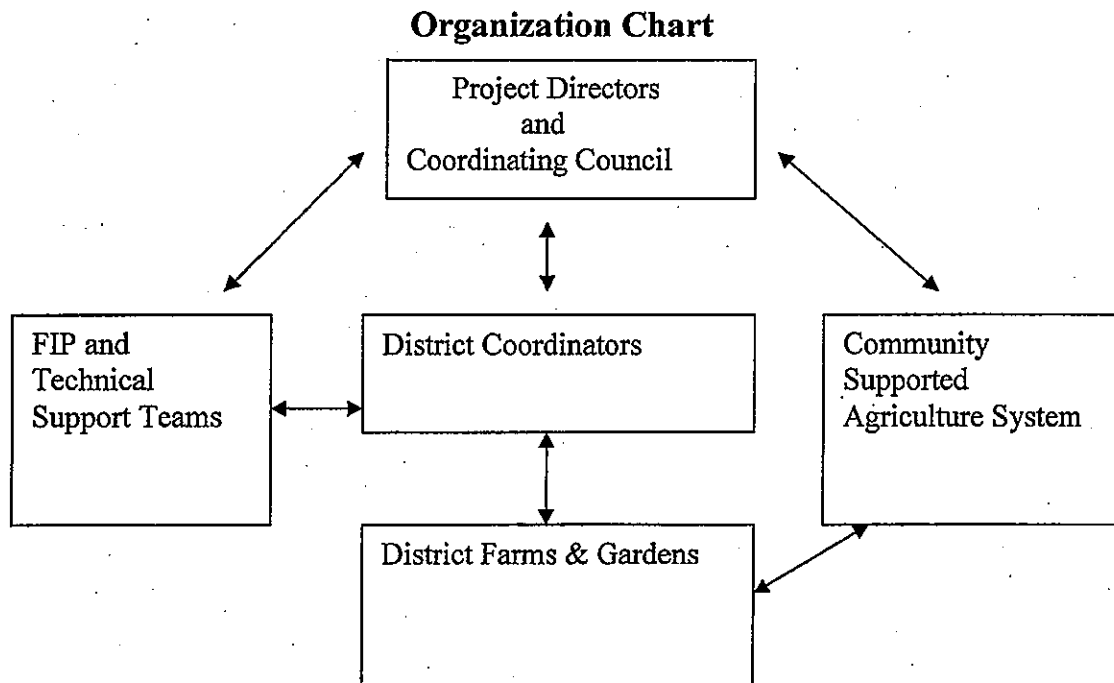 Organization Chart
Project Directors
and
Coordinating Council
FIP and
Technical
Support Teams
District Coordinators
Community
Supported
Agriculture System
District Farms & Gardens